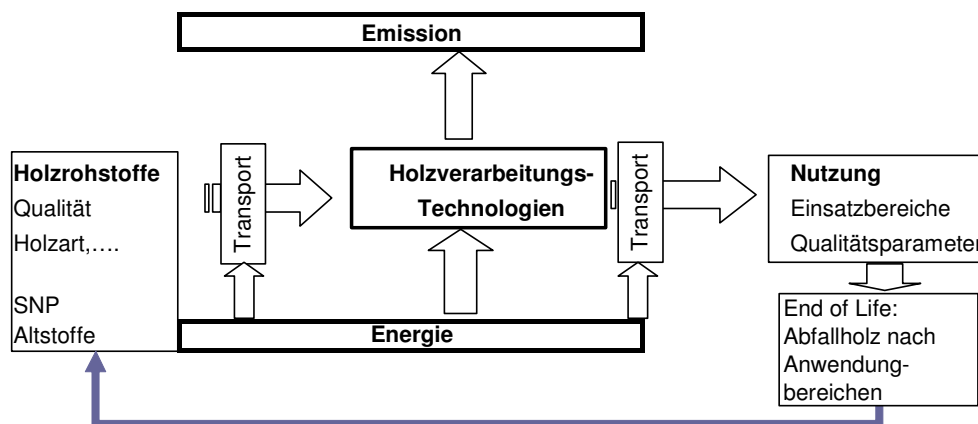 Emission
Holzrohstoffe
Qualität
Holzart,….
SNP
Altstoffe
Transport
Holzverarbeitungs-
Technologien
Transport
Nutzung
Einsatzbereiche
Qualitätsparameter
Energie
End of Life:
Abfallholz nach
Anwendung-
bereichen